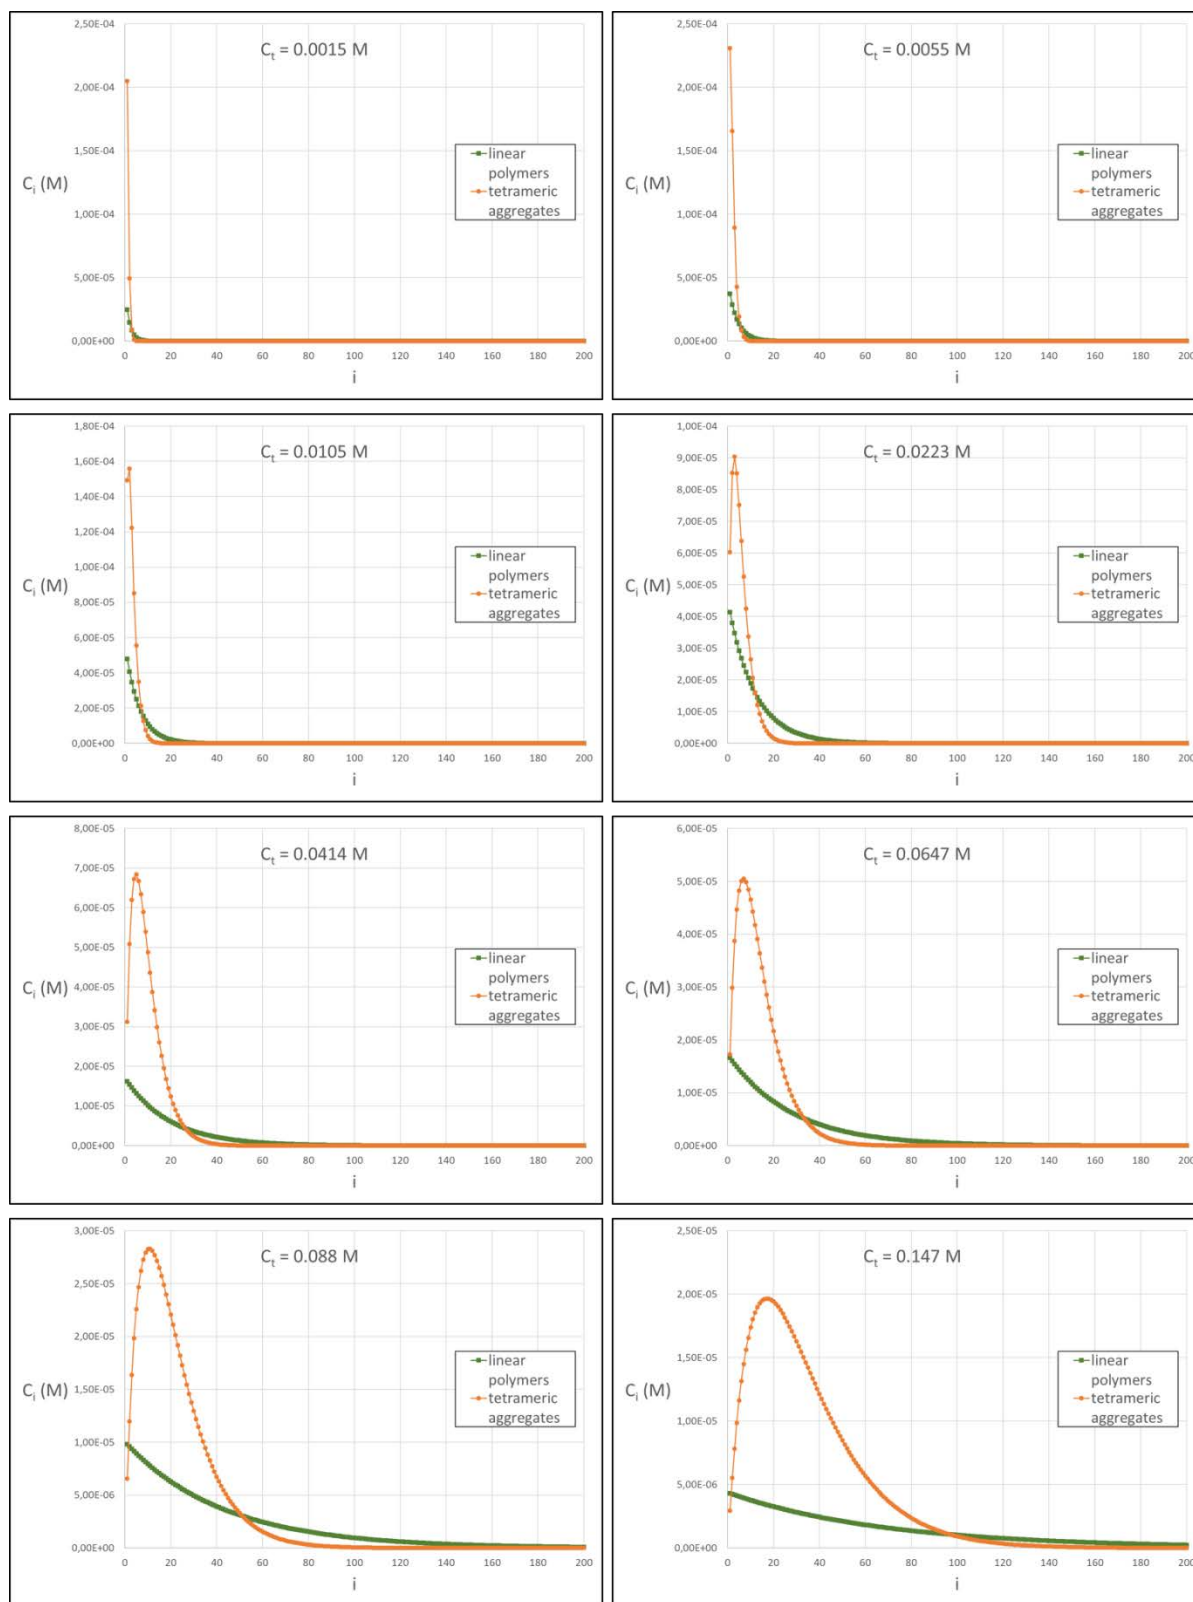 C_t = 0.0015 M
2,50E-04
2,00E-04
1,50E-04
1,00E-04
5,00E-05
0,00E+00
C_i (M)
linear
polymers
tetrameric
aggregates
0 20 40 60 80 100 120 140 160 180 200
i
C_t = 0.0055 M
2,50E-04
2,00E-04
1,50E-04
1,00E-04
5,00E-05
0,00E+00
C_i (M)
linear
polymers
tetrameric
aggregates
0 20 40 60 80 100 120 140 160 180 200
i
C_t = 0.0105 M
1,80E-04
1,60E-04
1,40E-04
1,20E-04
1,00E-04
8,00E-05
6,00E-05
4,00E-05
2,00E-05
0,00E+00
C_i (M)
linear
polymers
tetrameric
aggregates
0 20 40 60 80 100 120 140 160 180 200
i
C_t = 0.0223 M
1,00E-04
9,00E-05
8,00E-05
7,00E-05
6,00E-05
5,00E-05
4,00E-05
3,00E-05
2,00E-05
1,00E-05
0,00E+00
C_i (M)
linear
polymers
tetrameric
aggregates
0 20 40 60 80 100 120 140 160 180 200
i
C_t = 0.0414 M
8,00E-05
7,00E-05
6,00E-05
5,00E-05
4,00E-05
3,00E-05
2,00E-05
1,00E-05
0,00E+00
C_i (M)
linear
polymers
tetrameric
aggregates
0 20 40 60 80 100 120 140 160 180 200
i
C_t = 0.0647 M
6,00E-05
5,00E-05
4,00E-05
3,00E-05
2,00E-05
1,00E-05
0,00E+00
C_i (M)
linear
polymers
tetrameric
aggregates
0 20 40 60 80 100 120 140 160 180 200
i
C_t = 0.088 M
3,00E-05
2,50E-05
2,00E-05
1,50E-05
1,00E-05
5,00E-06
0,00E+00
C_i (M)
linear
polymers
tetrameric
aggregates
0 20 40 60 80 100 120 140 160 180 200
i
C_t = 0.147 M
2,50E-05
2,00E-05
1,50E-05
1,00E-05
5,00E-06
0,00E+00
C_i (M)
linear
polymers
tetrameric
aggregates
0 20 40 60 80 100 120 140 160 180 200
i